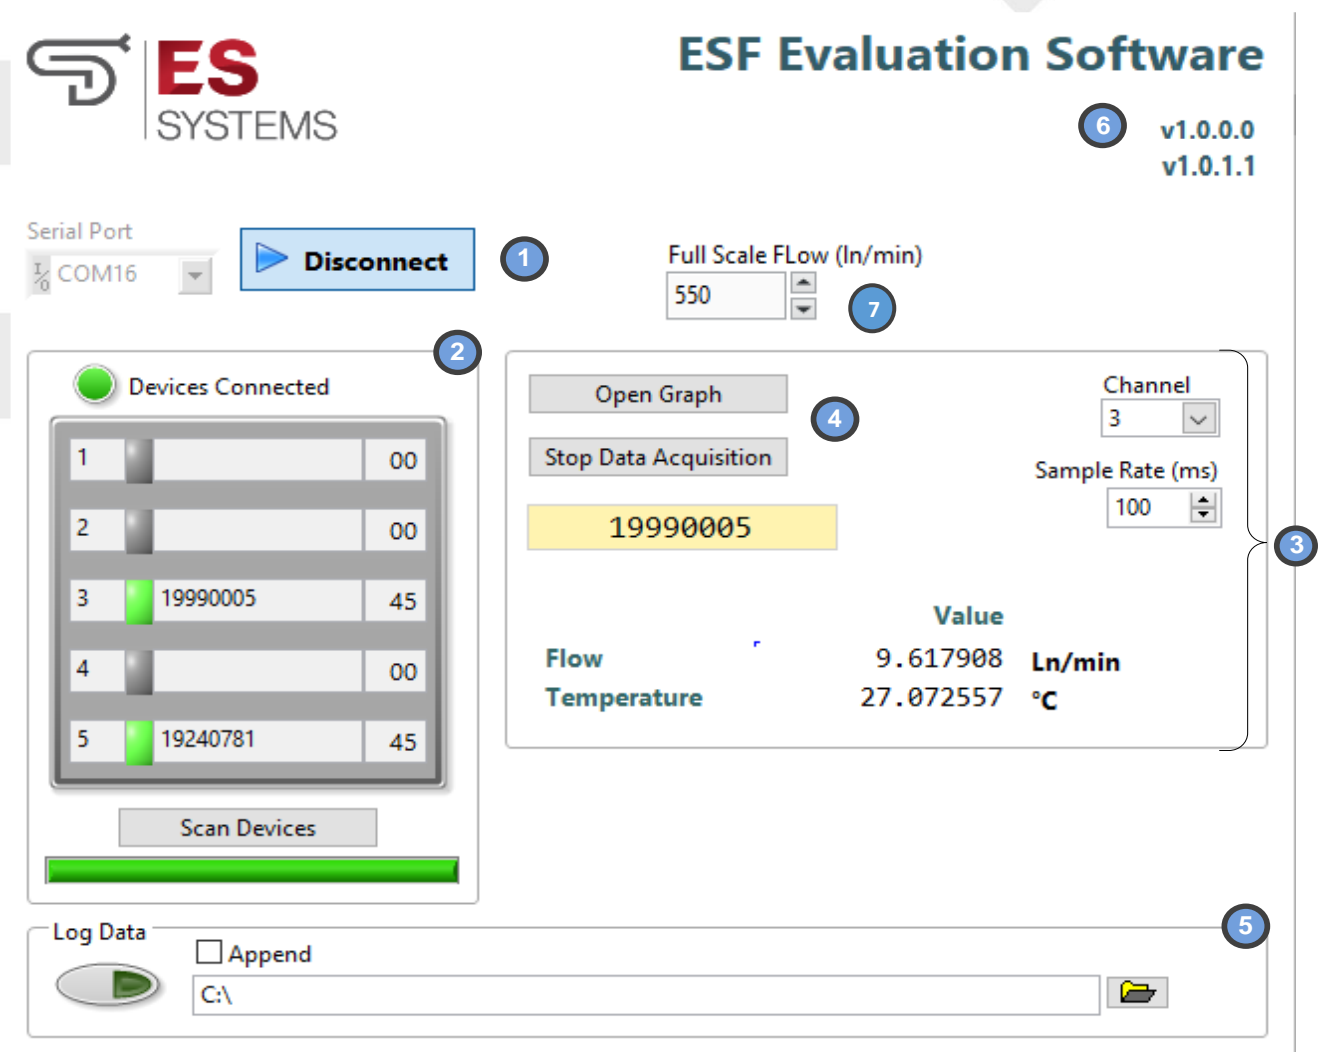 ES
SYSTEMS
ESF Evaluation Software
6
v1.0.0.0
v1.0.1.1
Serial Port
I/O COM16
Disconnect
1
Full Scale FLow (ln/min)
550
7
2
Devices Connected
1 00
2 00
3 19990005 45
4 00
5 19240781 45
Scan Devices
Open Graph
4
Stop Data Acquisition
19990005
Channel
3
Sample Rate (ms)
100
3
Value
Flow 9.617908 Ln/min
Temperature 27.072557 °C
Log Data
5
Append
C:\